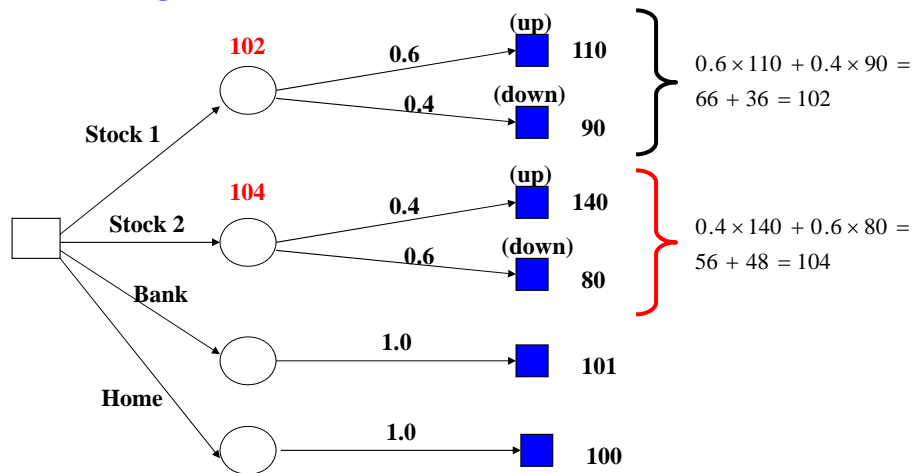 (up)
102
0.6
110
0.6 × 110 + 0.4 × 90 =
66 + 36 = 102
(down)
0.4
90
Stock 1
(up)
104
0.4
140
Stock 2
0.4 × 140 + 0.6 × 80 =
56 + 48 = 104
(down)
0.6
80
Bank
1.0
101
Home
1.0
100